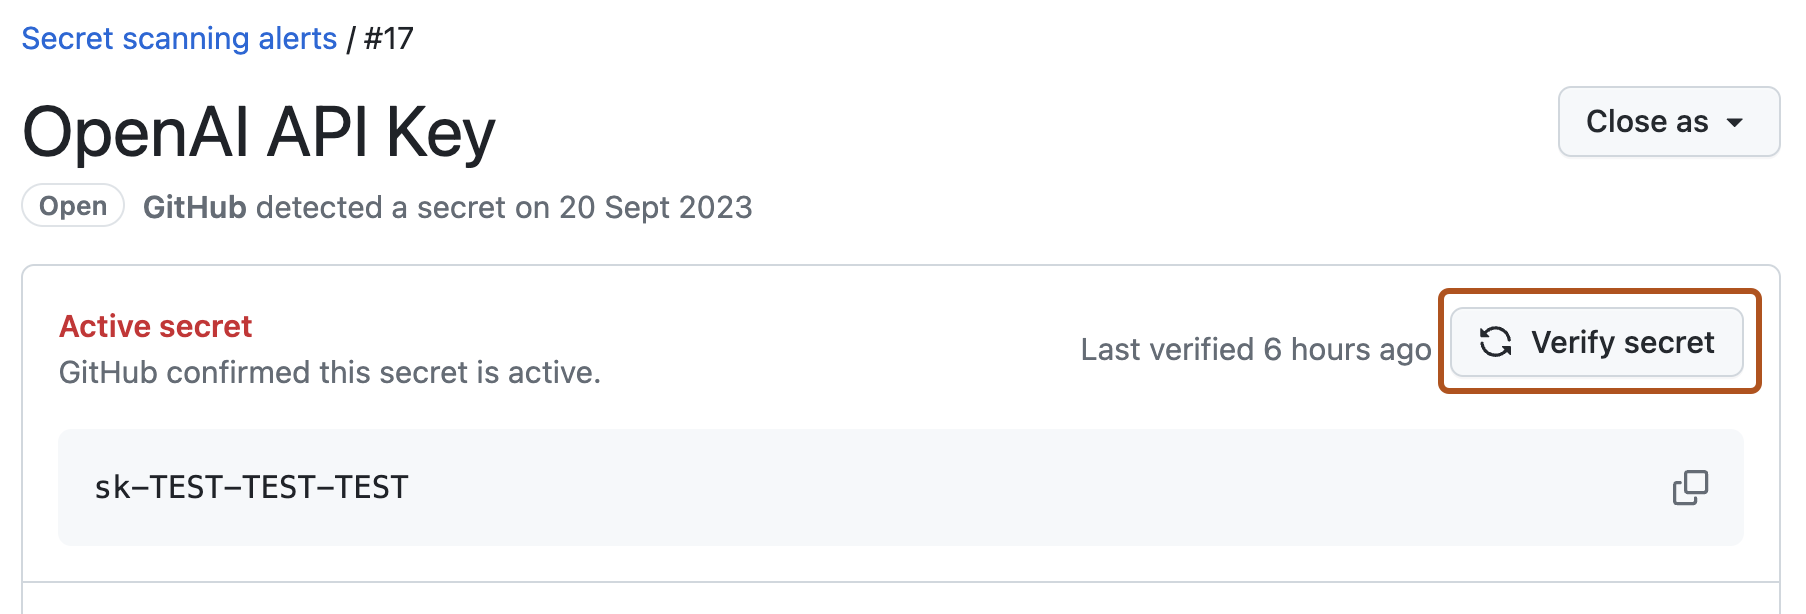 Secret scanning alerts / #17
OpenAI API Key
Close as
Open GitHub detected a secret on 20 Sept 2023
Active secret
GitHub confirmed this secret is active.
Last verified 6 hours ago
Verify secret
sk-TEST-TEST-TEST